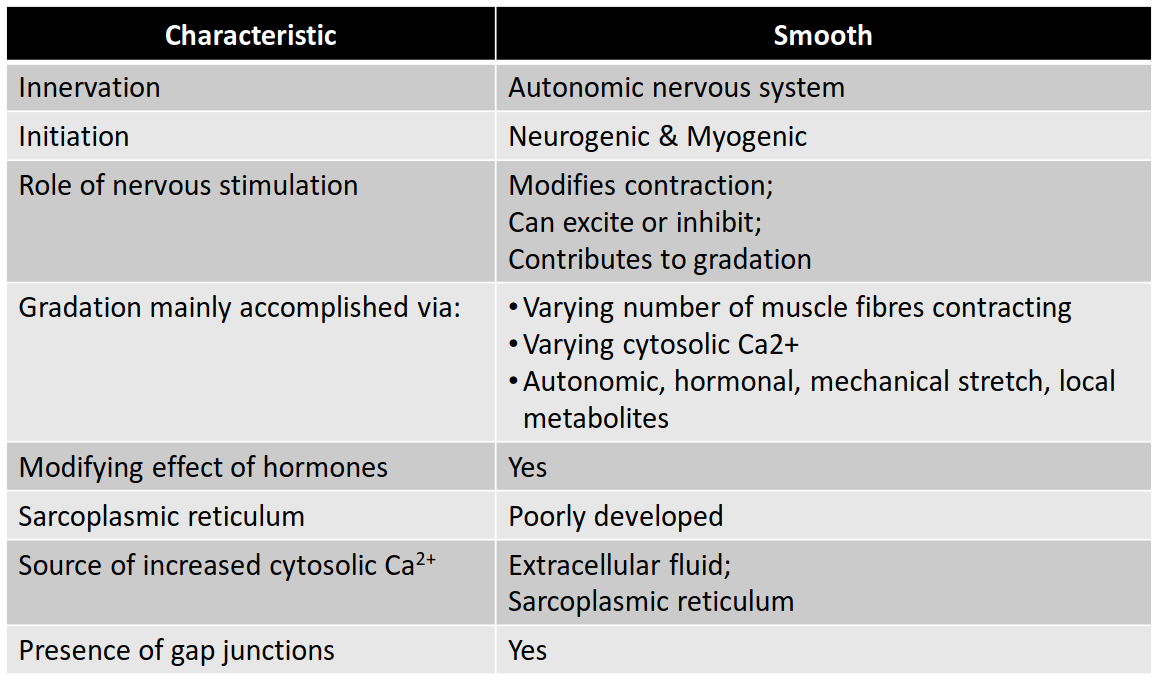 Characteristic Smooth
Innervation Autonomic nervous system
Initiation Neurogenic & Myogenic
Role of nervous stimulation Modifies contraction;
Can excite or inhibit;
Contributes to gradation
Gradation mainly accomplished via: • Varying number of muscle fibres contracting
• Varying cytosolic Ca2+
• Autonomic, hormonal, mechanical stretch, local
metabolites
Modifying effect of hormones Yes
Sarcoplasmic reticulum Poorly developed
Source of increased cytosolic Ca²⁺ Extracellular fluid;
Sarcoplasmic reticulum
Presence of gap junctions Yes